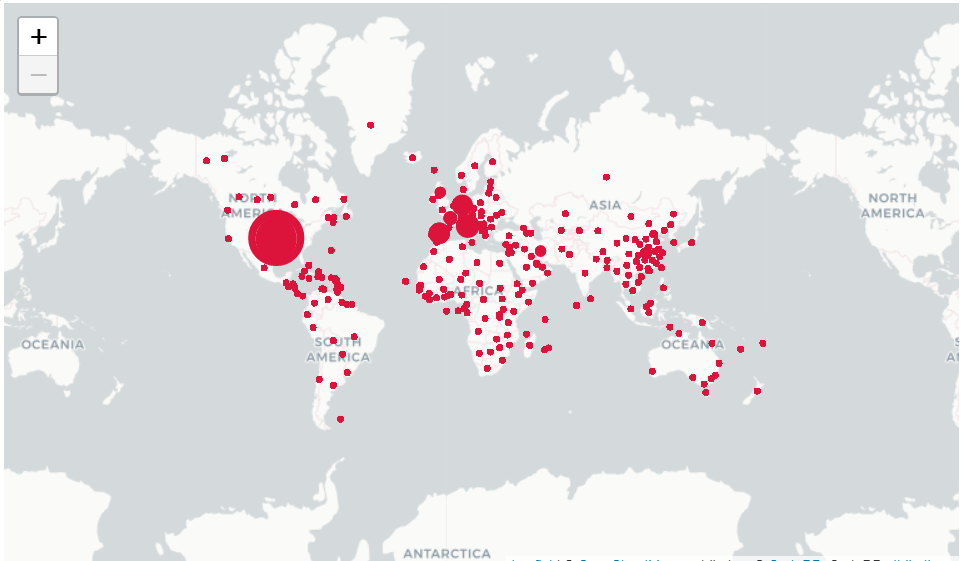 +
−
NORTH
AMERICA
ASIA
NORTH
AMERICA
AFRICA
OCEANIA
SOUTH
AMERICA
OCEANIA
ANTARCTICA